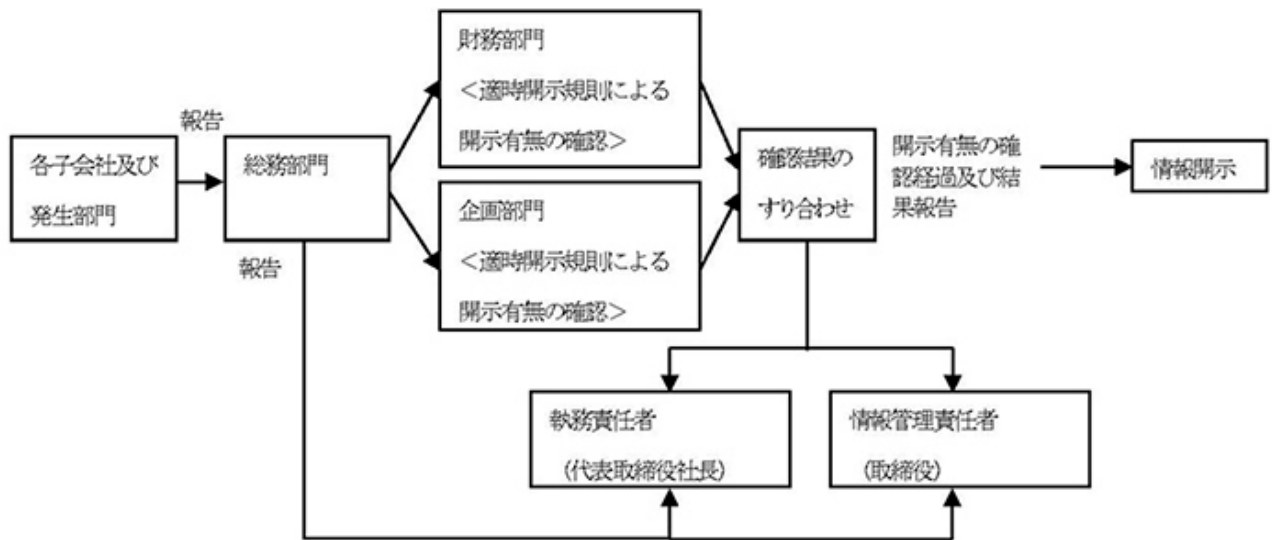 報告
各子会社及び
発生部門
総務部門
報告
財務部門
＜適時開示規則による
開示有無の確認＞
企画部門
＜適時開示規則による
開示有無の確認＞
確認結果の
すり合わせ
開示有無の確
認経過及び結
果報告
情報開示
執務責任者
（代表取締役社長）
情報管理責任者
（取締役）